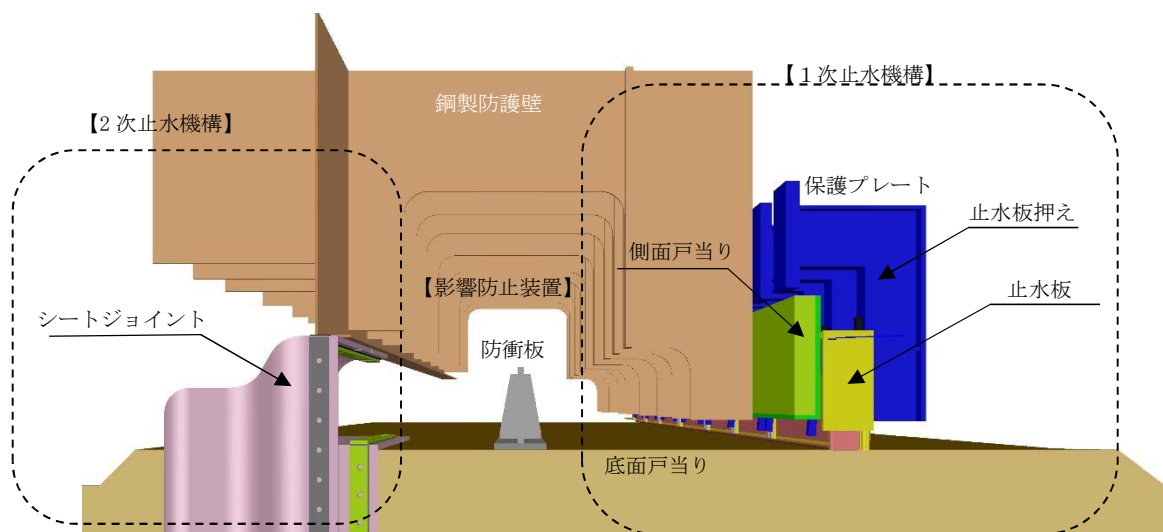 【１次止水機構】
鋼製防護壁
【２次止水機構】
保護プレート
止水板押え
側面戸当り
【影響防止装置】
止水板
シートジョイント
防衝板
底面戸当り